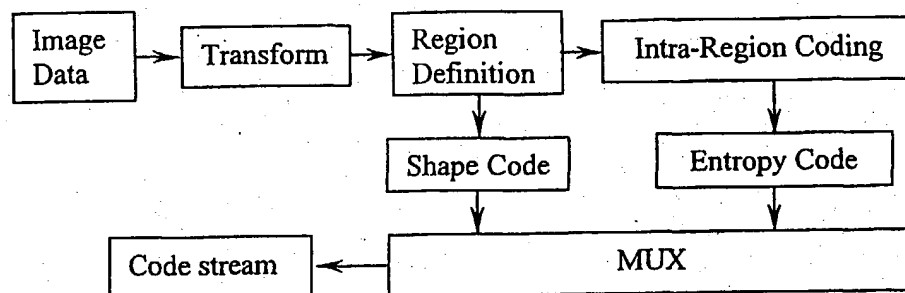 Image
Data
Transform
Region
Definition
Intra-Region Coding
Shape Code
Entropy Code
Code stream
MUX